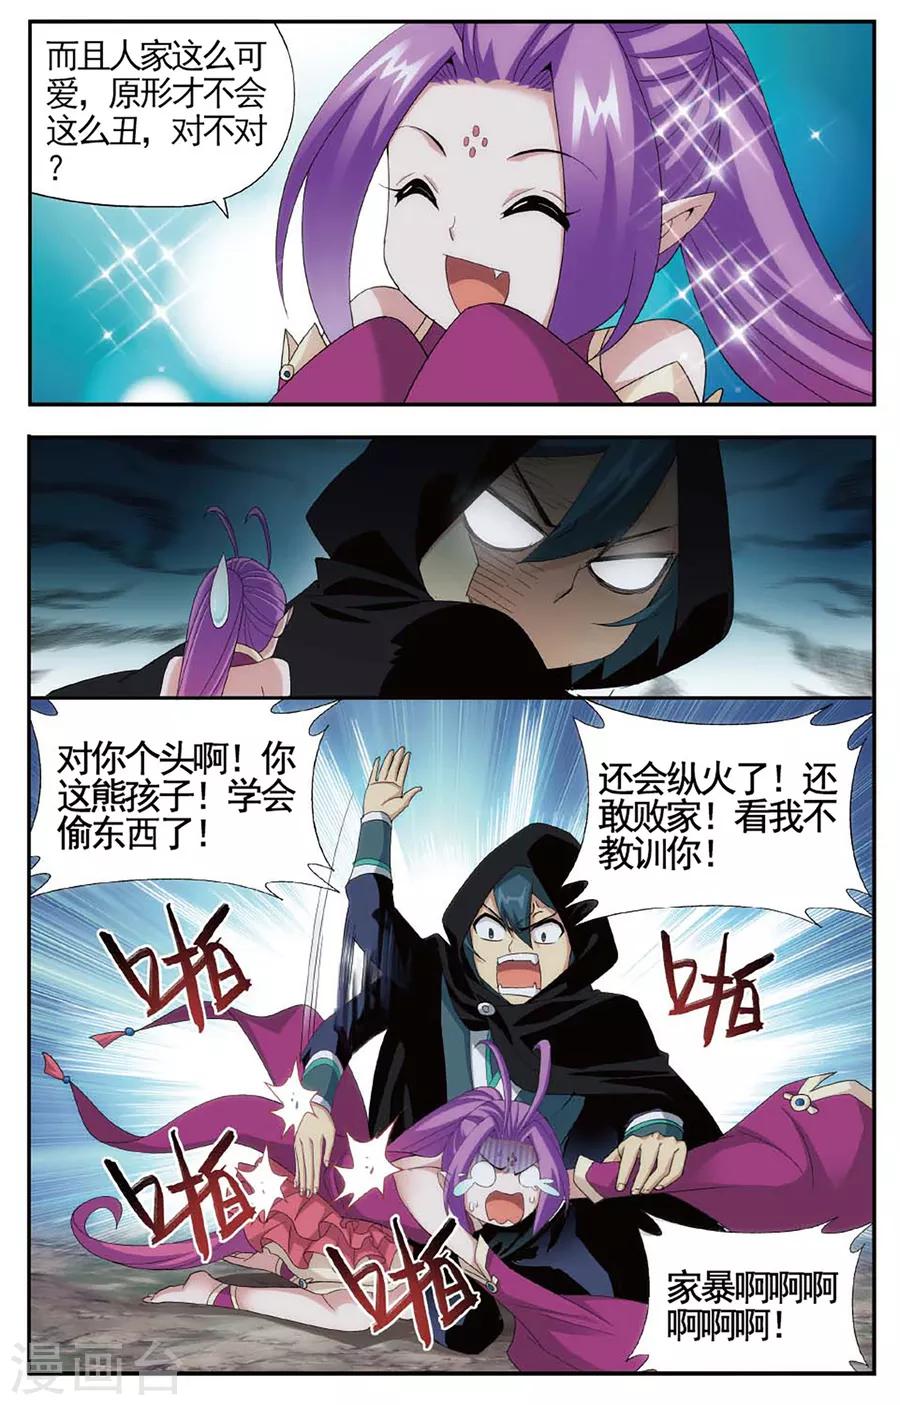 而且人家这么可
爱，原形才不会
这么丑，对不对
？
对你个头啊！你
这熊孩子！学会
偷东西了！
还会纵火了！还
敢败家！看我不
教训你！
啪
啪
啪
啪
家暴啊啊啊
啊啊啊！
漫画台